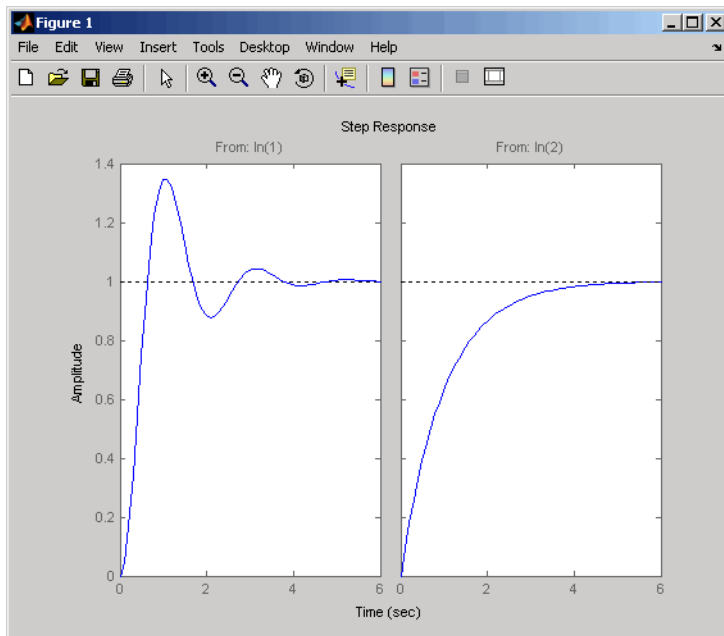 Figure 1
File Edit View Insert Tools Desktop Window Help
Step Response
From: In(1)
From: In(2)
1.4
1.2
1
0.8
0.6
0.4
0.2
0
Amplitude
0 2 4 6
0 2 4 6
Time (sec)